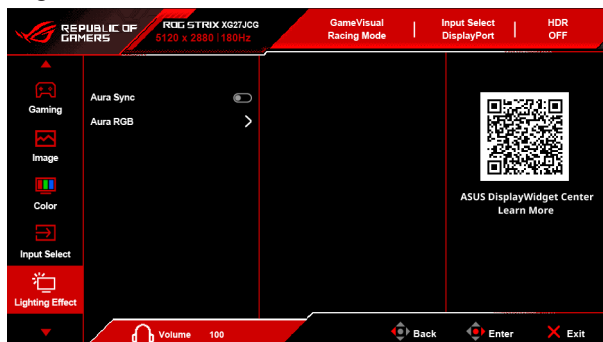 REPUBLIC OF
GAMERS
ROG STRIX XG27JCG
5120 x 2880 | 180Hz
GameVisual
Racing Mode
Input Select
DisplayPort
HDR
OFF
Gaming
Image
Color
Input Select
Lighting Effect
Aura Sync
Aura RGB
ASUS DisplayWidget Center
Learn More
Volume 100
Back
Enter
Exit